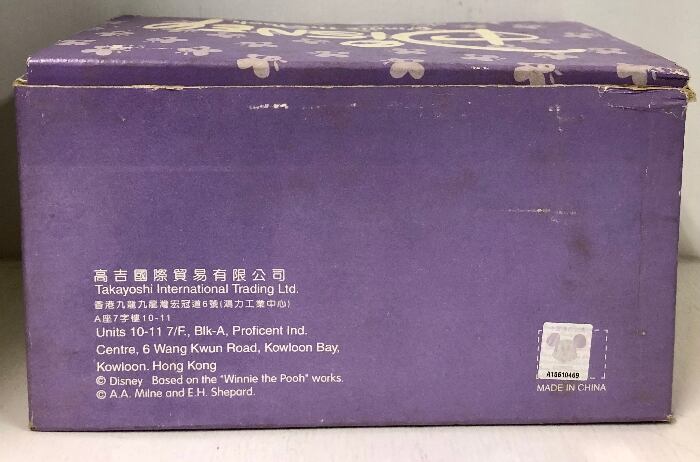 Disney
高吉國際貿易有限公司
Takayoshi International Trading Ltd.
香港九龍九龍灣宏冠道6號(鴻力工業中心)
A座7字樓10-11
Units 10-11 7/F., Blk-A, Proficent Ind.
Centre, 6 Wang Kwun Road, Kowloon Bay,
Kowloon. Hong Kong
© Disney Based on the "Winnie the Pooh" works.
© A.A. Milne and E.H. Shepard.
A16610469
MADE IN CHINA